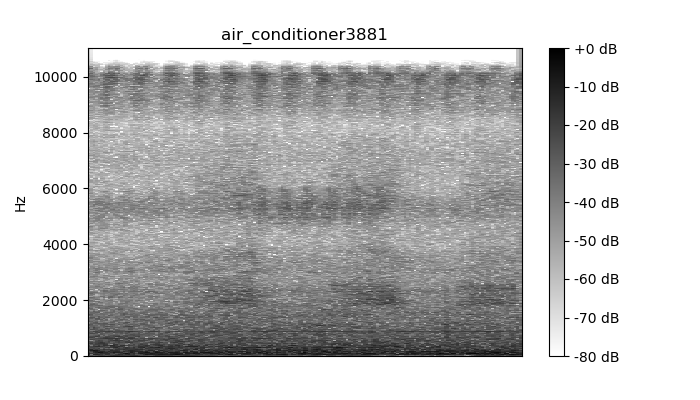 air_conditioner3881
Hz
10000
8000
6000
4000
2000
0
+0 dB
-10 dB
-20 dB
-30 dB
-40 dB
-50 dB
-60 dB
-70 dB
-80 dB